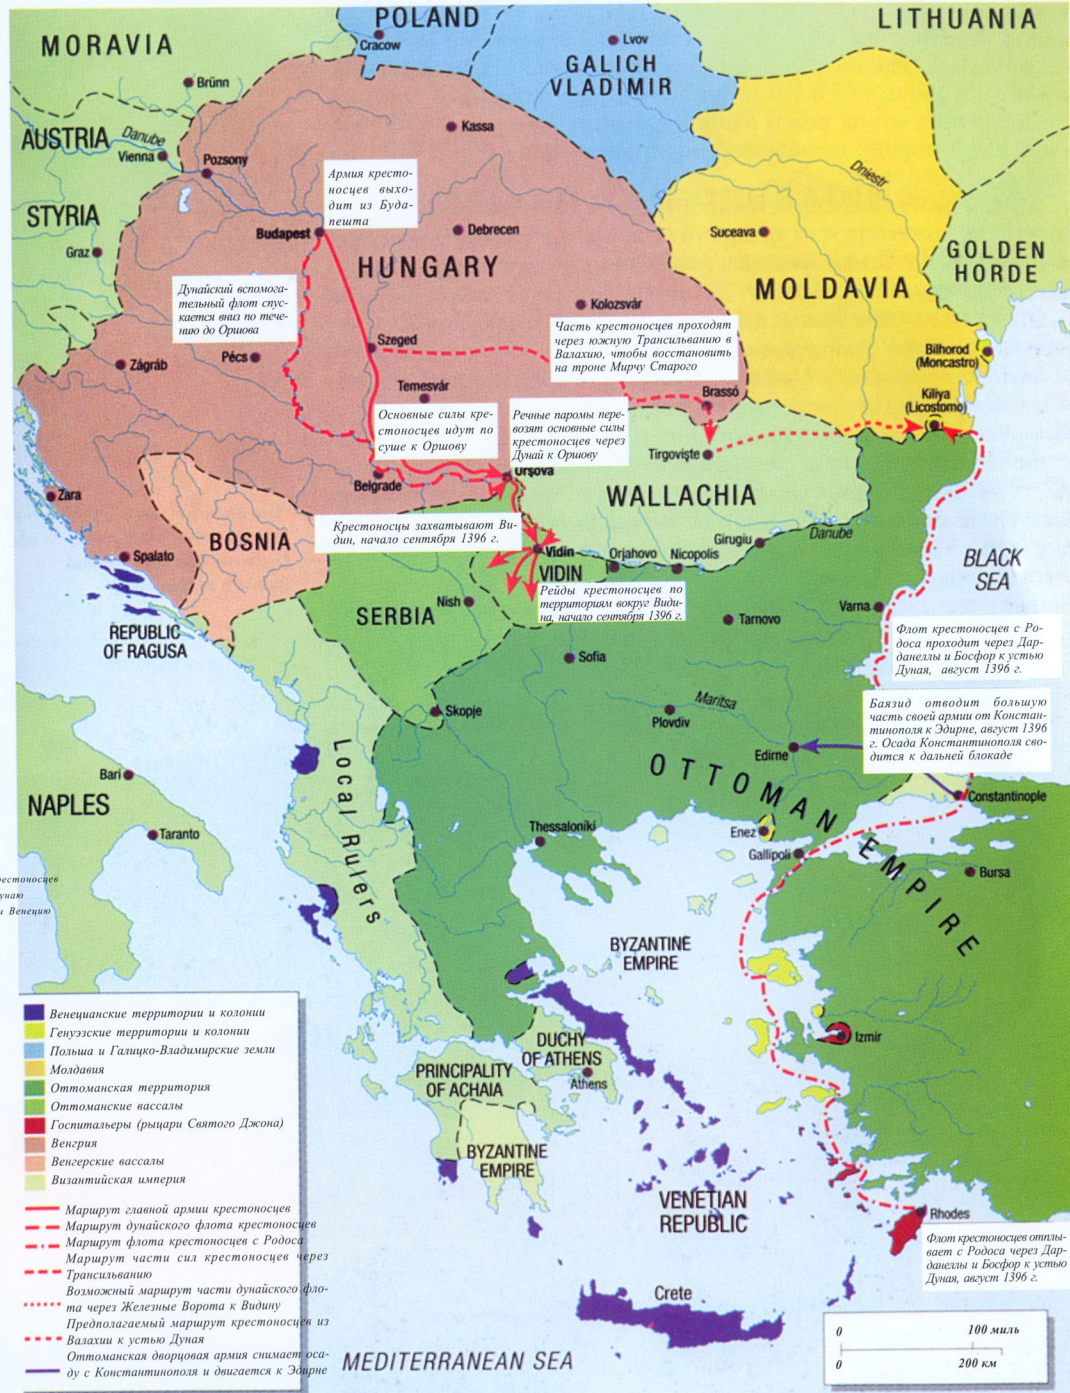 POLAND
LITHUANIA
MORAVIA
Cracow
Lvov
GALICH
VLADIMIR
Brünn
AUSTRIA
Danube
Vienna
Pozsony
Kassa
Dniestr
Армия кресто-
носцев выхо-
дит из Буда-
пешта
STYRIA
Graz
Budapest
Debrecen
Suceava
GOLDEN
HORDE
HUNGARY
MOLDAVIA
Дунайский вспомога-
тельный флот спус-
кается вниз по тече-
нию до Оршова
Kolozsvár
Часть крестоносцев проходят
через южную Трансильванию в
Валахию, чтобы восстановить
на троне Мирчу Старого
Szeged
Zágráb
Pécs
Bilhorod
(Moncastro)
Temesvár
Brassó
Kiliya
(Licostomo)
Основные силы кре-
стоносцев идут по
суше к Оршову
Речные паромы пере-
возят основные силы
крестоносцев через
Дунай к Оршову
Tirgovişte
Belgrade
Urşova
Zara
WALLACHIA
Крестоносцы захватывают Ви-
дин, начало сентября 1396 г.
BOSNIA
Spalato
Vidin
VIDIN
Orjahovo
Nicopolis
Girugiu
Danube
BLACK
SEA
Рейды крестоносцев по
территориям вокруг Види-
на, начало сентября 1396 г.
Nish
SERBIA
Varna
Tarnovo
REPUBLIC
OF RAGUSA
Флот крестоносцев с Ро-
доса проходит через Дар-
данеллы и Босфор к устью
Дуная, август 1396 г.
Sofia
Maritsa
Skopje
Plovdiv
Баязид отводит большую
часть своей армии от Констан-
тинополя к Эдирне, август 1396
г. Осада Константинополя сво-
дится к дальней блокаде
Edirne
OTTOMAN EMPIRE
Local Rulers
Bari
NAPLES
Taranto
Constantinople
Thessaloníki
Enez
Gallipoli
Bursa
рестоносцев
унаю
и Венецию
BYZANTINE
EMPIRE
Izmir
DUCHY
OF ATHENS
Athens
PRINCIPALITY
OF ACHAIA
BYZANTINE
EMPIRE
VENETIAN
REPUBLIC
Rhodes
Флот крестоносцев отплы-
вает с Родоса через Дар-
данеллы и Босфор к устью
Дуная, август 1396 г.
Crete
MEDITERRANEAN SEA
Венецианские территории и колонии
Генуэзские территории и колонии
Польша и Галицко-Владимирские земли
Молдавия
Оттоманская территория
Оттоманские вассалы
Госпитальеры (рыцари Святого Джона)
Венгрия
Венгерские вассалы
Византийская империя
Маршрут главной армии крестоносцев
Маршрут дунайского флота крестоносцев
Маршрут флота крестоносцев с Родоса
Маршрут части сил крестоносцев через
Трансильванию
Возможный маршрут части дунайского фло-
та через Железные Ворота к Видину
Предполагаемый маршрут крестоносцев из
Валахии к устью Дуная
Оттоманская дворцовая армия снимает оса-
ду с Константинополя и двигается к Эдирне
0 100 миль
0 200 км